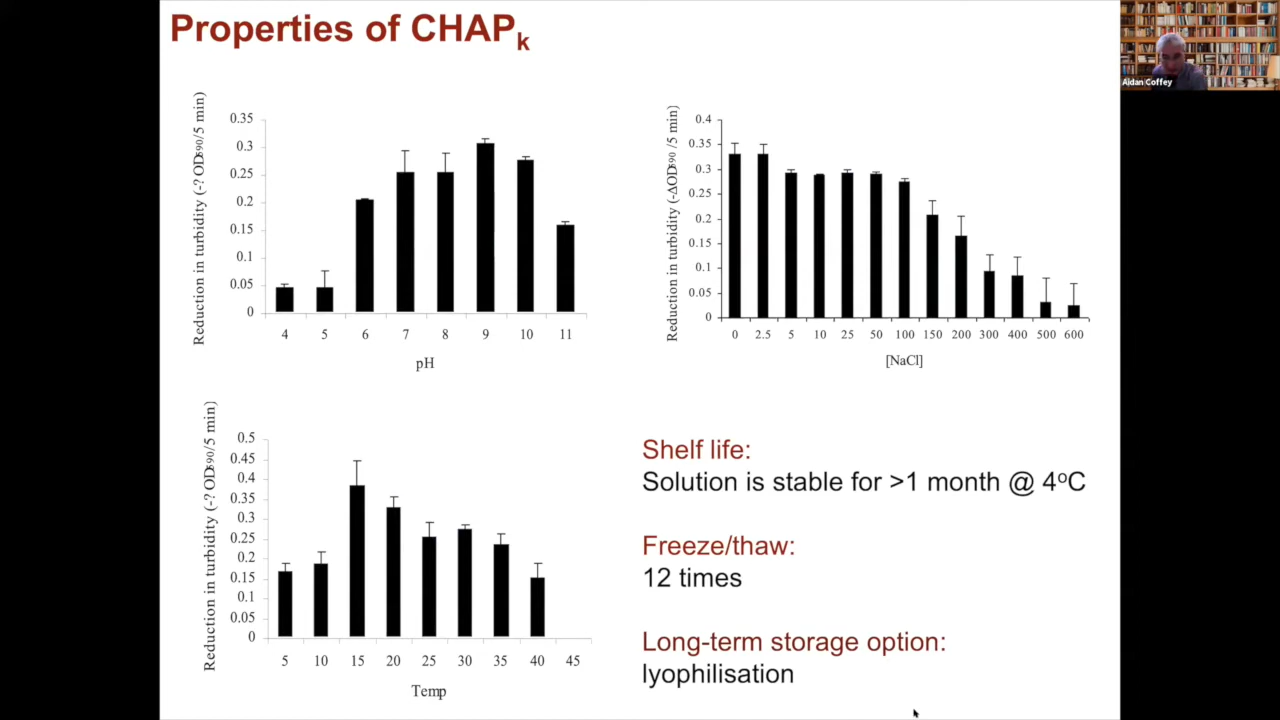 Properties of CHAPk
Aidan Coffey
Reduction in turbidity (-?OD590/5 min)
0.35
0.3
0.25
0.2
0.15
0.1
0.05
0
4 5 6 7 8 9 10 11
pH
Reduction in turbidity (-ΔOD590/5 min)
0.4
0.35
0.3
0.25
0.2
0.15
0.1
0.05
0
0 2.5 5 10 25 50 100 150 200 300 400 500 600
[NaCl]
Reduction in turbidity (-? OD590/5 min)
0.5
0.45
0.4
0.35
0.3
0.25
0.2
0.15
0.1
0.05
0
5 10 15 20 25 30 35 40 45
Temp
Shelf life:
Solution is stable for >1 month @ 4ºC
Freeze/thaw:
12 times
Long-term storage option:
lyophilisation